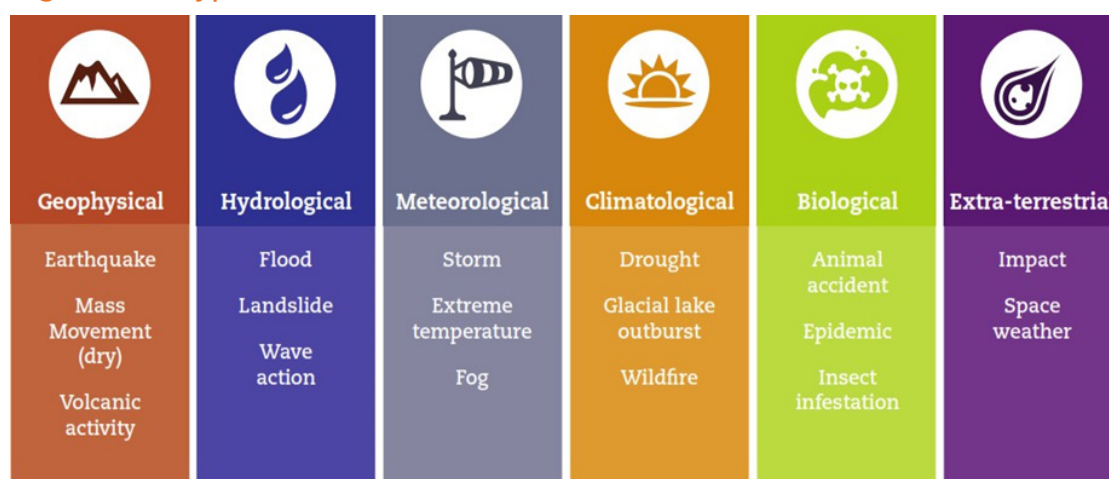 Geophysical
Earthquake
Mass
Movement
(dry)
Volcanic
activity
Hydrological
Flood
Landslide
Wave
action
Meteorological
Storm
Extreme
temperature
Fog
Climatological
Drought
Glacial lake
outburst
Wildfire
Biological
Animal
accident
Epidemic
Insect
infestation
Extra-terrestria
Impact
Space
weather